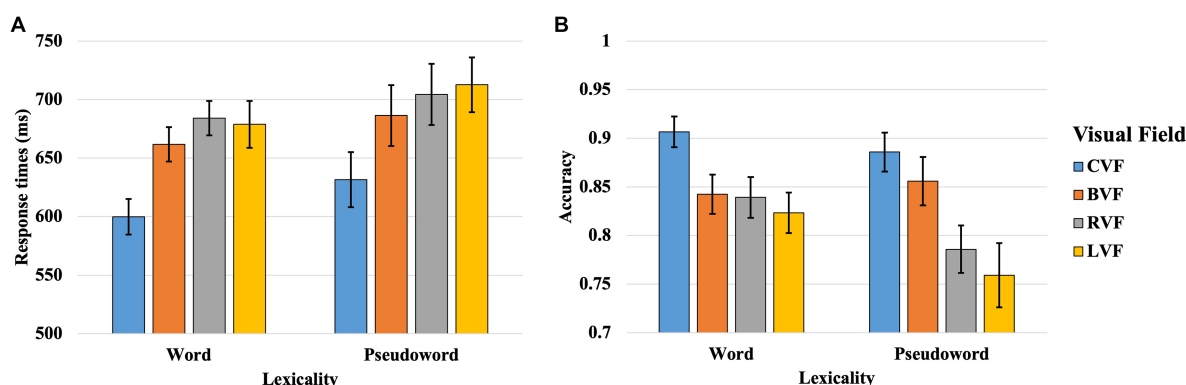 A
Response times (ms)
750
700
650
600
550
500
Word
Pseudoword
Lexicality
B
Accuracy
1
0.95
0.9
0.85
0.8
0.75
0.7
Word
Pseudoword
Lexicality
Visual Field
CVF
BVF
RVF
LVF